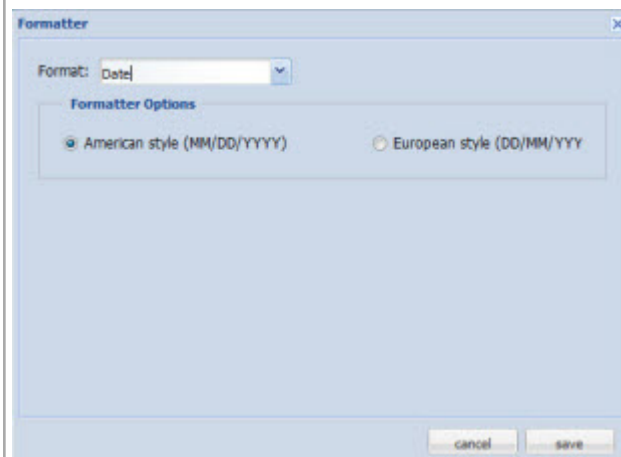 Formatter
Format: Date
Formatter Options
American style (MM/DD/YYYY) European style (DD/MM/YYY
cancel save